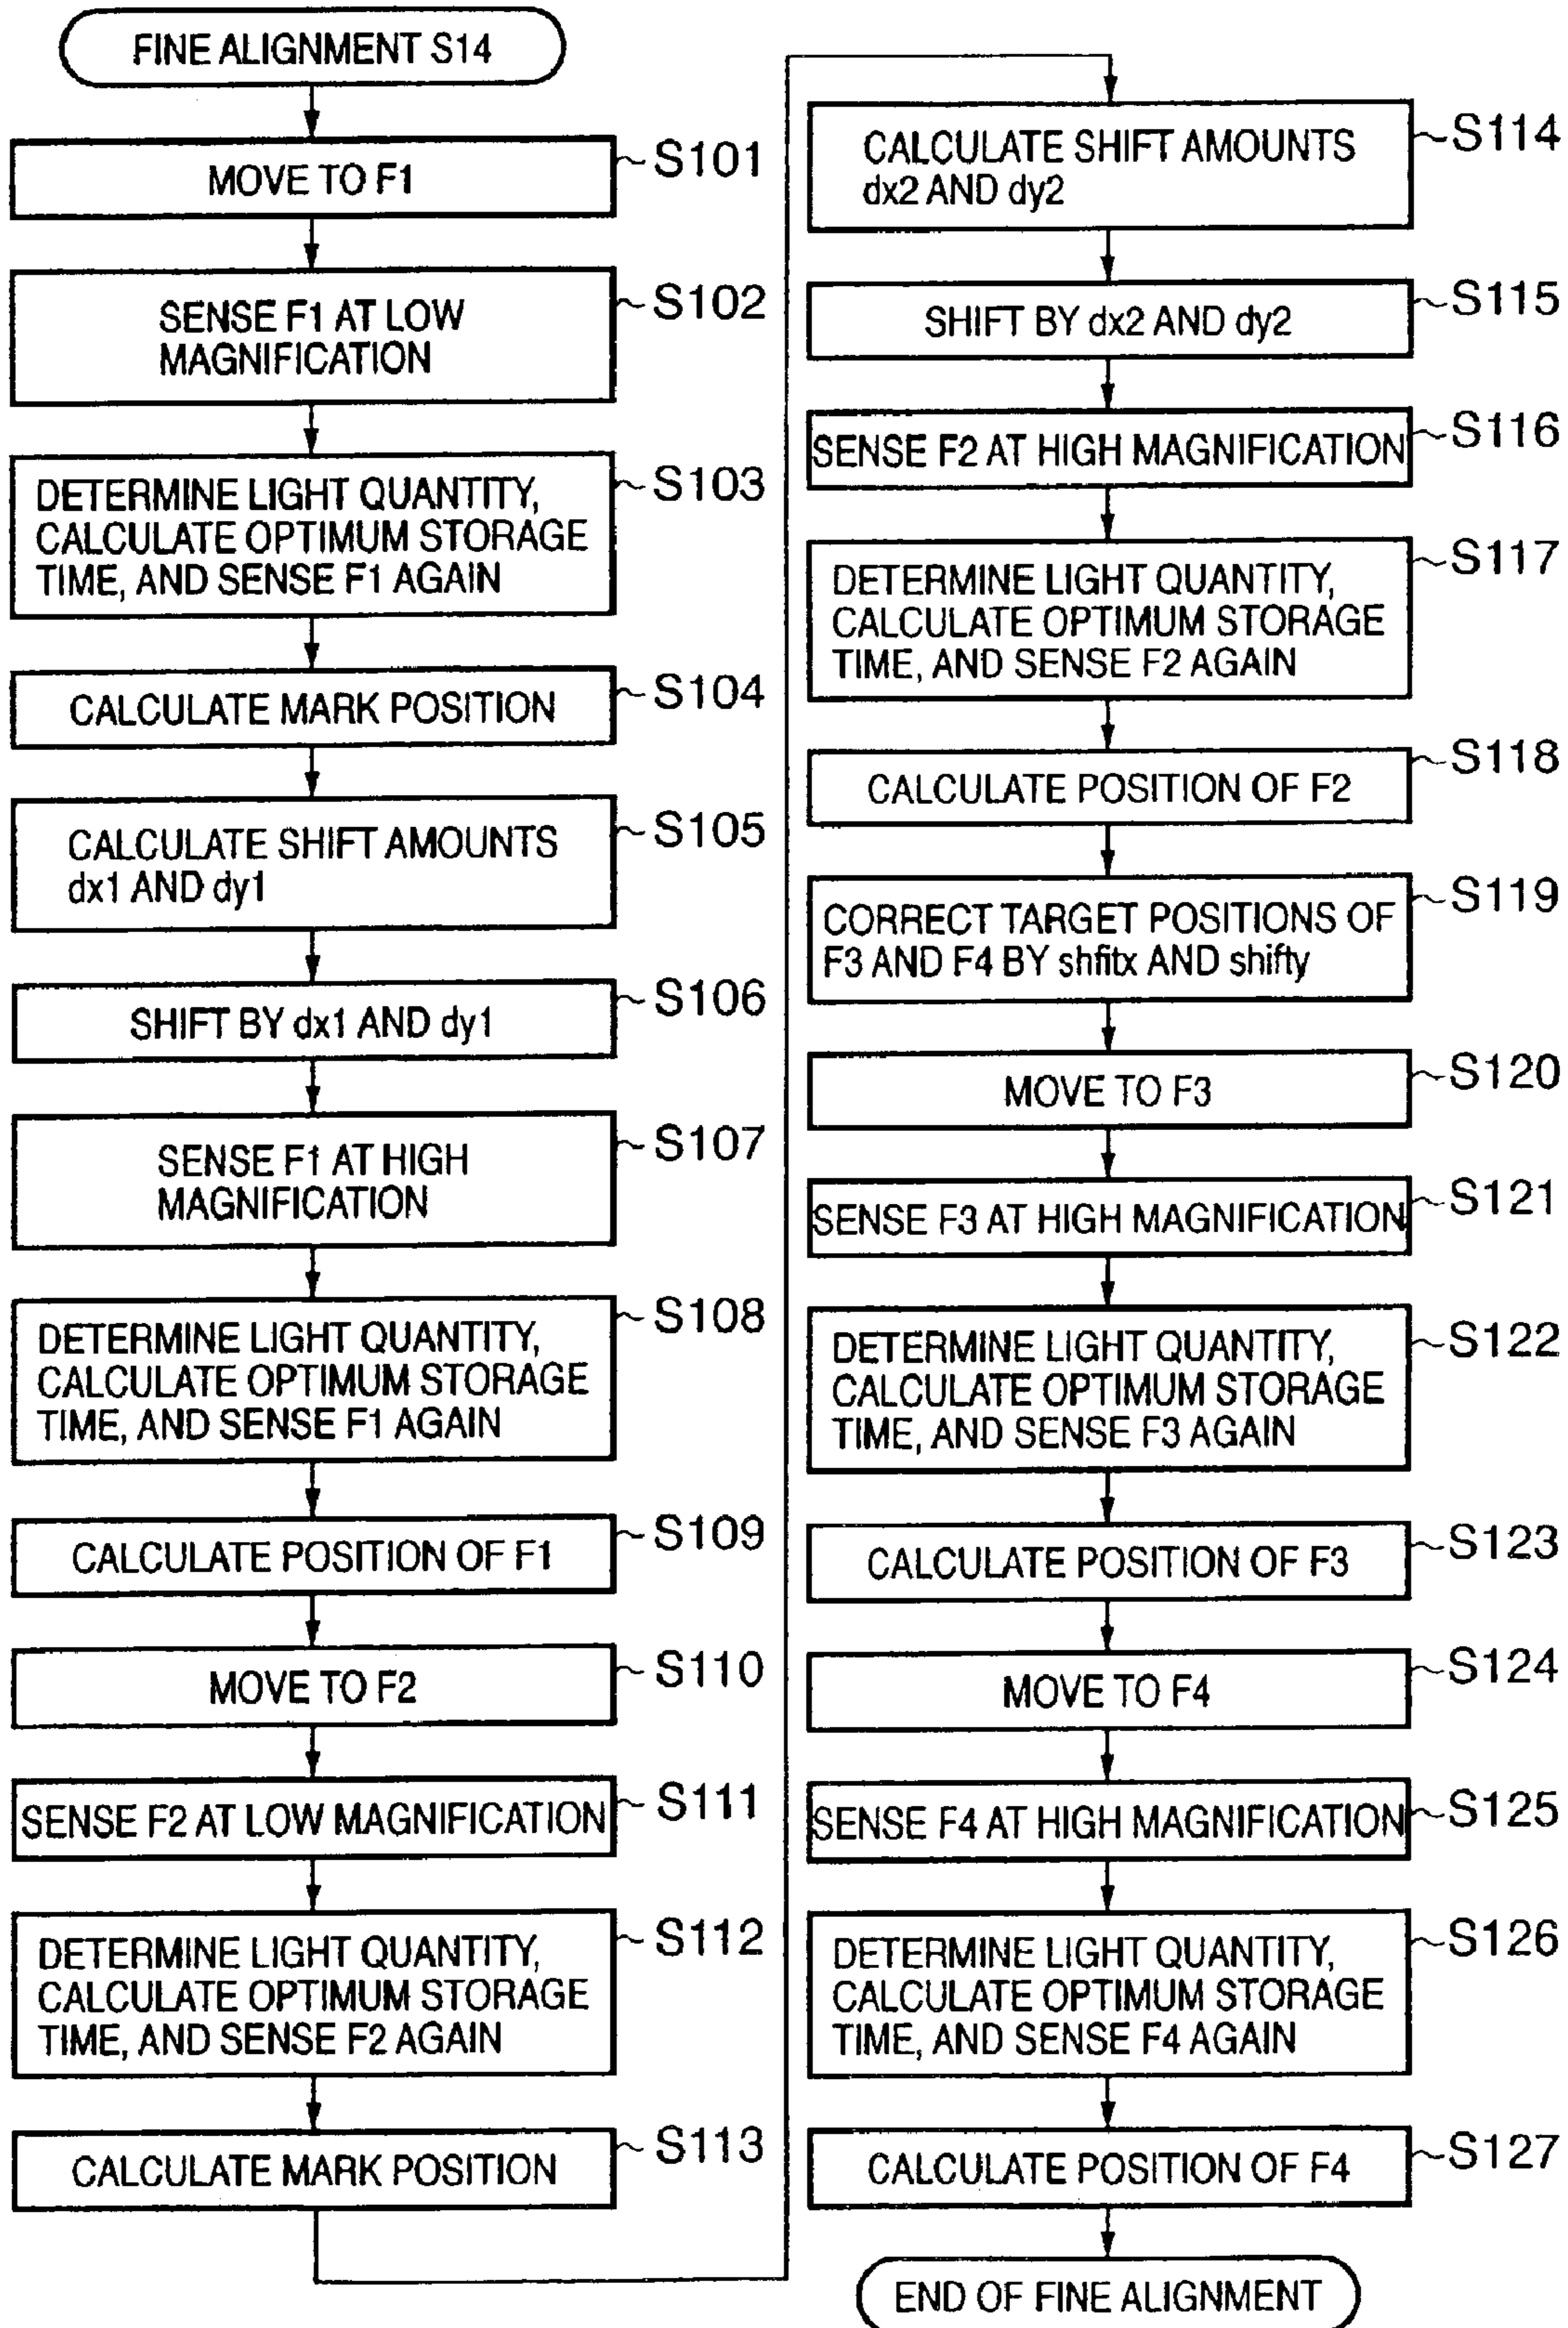 FINE ALIGNMENT S14
MOVE TO F1
S101
SENSE F1 AT LOW
MAGNIFICATION
S102
DETERMINE LIGHT QUANTITY,
CALCULATE OPTIMUM STORAGE
TIME, AND SENSE F1 AGAIN
S103
CALCULATE MARK POSITION
S104
CALCULATE SHIFT AMOUNTS
dx1 AND dy1
S105
SHIFT BY dx1 AND dy1
S106
SENSE F1 AT HIGH
MAGNIFICATION
S107
DETERMINE LIGHT QUANTITY,
CALCULATE OPTIMUM STORAGE
TIME, AND SENSE F1 AGAIN
S108
CALCULATE POSITION OF F1
S109
MOVE TO F2
S110
SENSE F2 AT LOW MAGNIFICATION
S111
DETERMINE LIGHT QUANTITY,
CALCULATE OPTIMUM STORAGE
TIME, AND SENSE F2 AGAIN
S112
CALCULATE MARK POSITION
S113
CALCULATE SHIFT AMOUNTS
dx2 AND dy2
S114
SHIFT BY dx2 AND dy2
S115
SENSE F2 AT HIGH MAGNIFICATION
S116
DETERMINE LIGHT QUANTITY,
CALCULATE OPTIMUM STORAGE
TIME, AND SENSE F2 AGAIN
S117
CALCULATE POSITION OF F2
S118
CORRECT TARGET POSITIONS OF
F3 AND F4 BY shfitx AND shifty
S119
MOVE TO F3
S120
SENSE F3 AT HIGH MAGNIFICATION
S121
DETERMINE LIGHT QUANTITY,
CALCULATE OPTIMUM STORAGE
TIME, AND SENSE F3 AGAIN
S122
CALCULATE POSITION OF F3
S123
MOVE TO F4
S124
SENSE F4 AT HIGH MAGNIFICATION
S125
DETERMINE LIGHT QUANTITY,
CALCULATE OPTIMUM STORAGE
TIME, AND SENSE F4 AGAIN
S126
CALCULATE POSITION OF F4
S127
END OF FINE ALIGNMENT